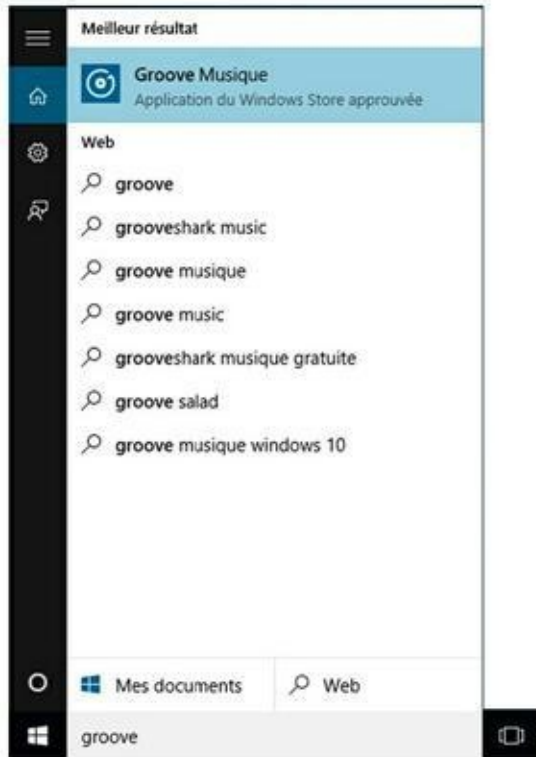 Meilleur résultat
Groove Musique
Application du Windows Store approuvée
Web
groove
grooveshark music
groove musique
groove music
grooveshark musique gratuite
groove salad
groove musique windows 10
Mes documents
Web
groove